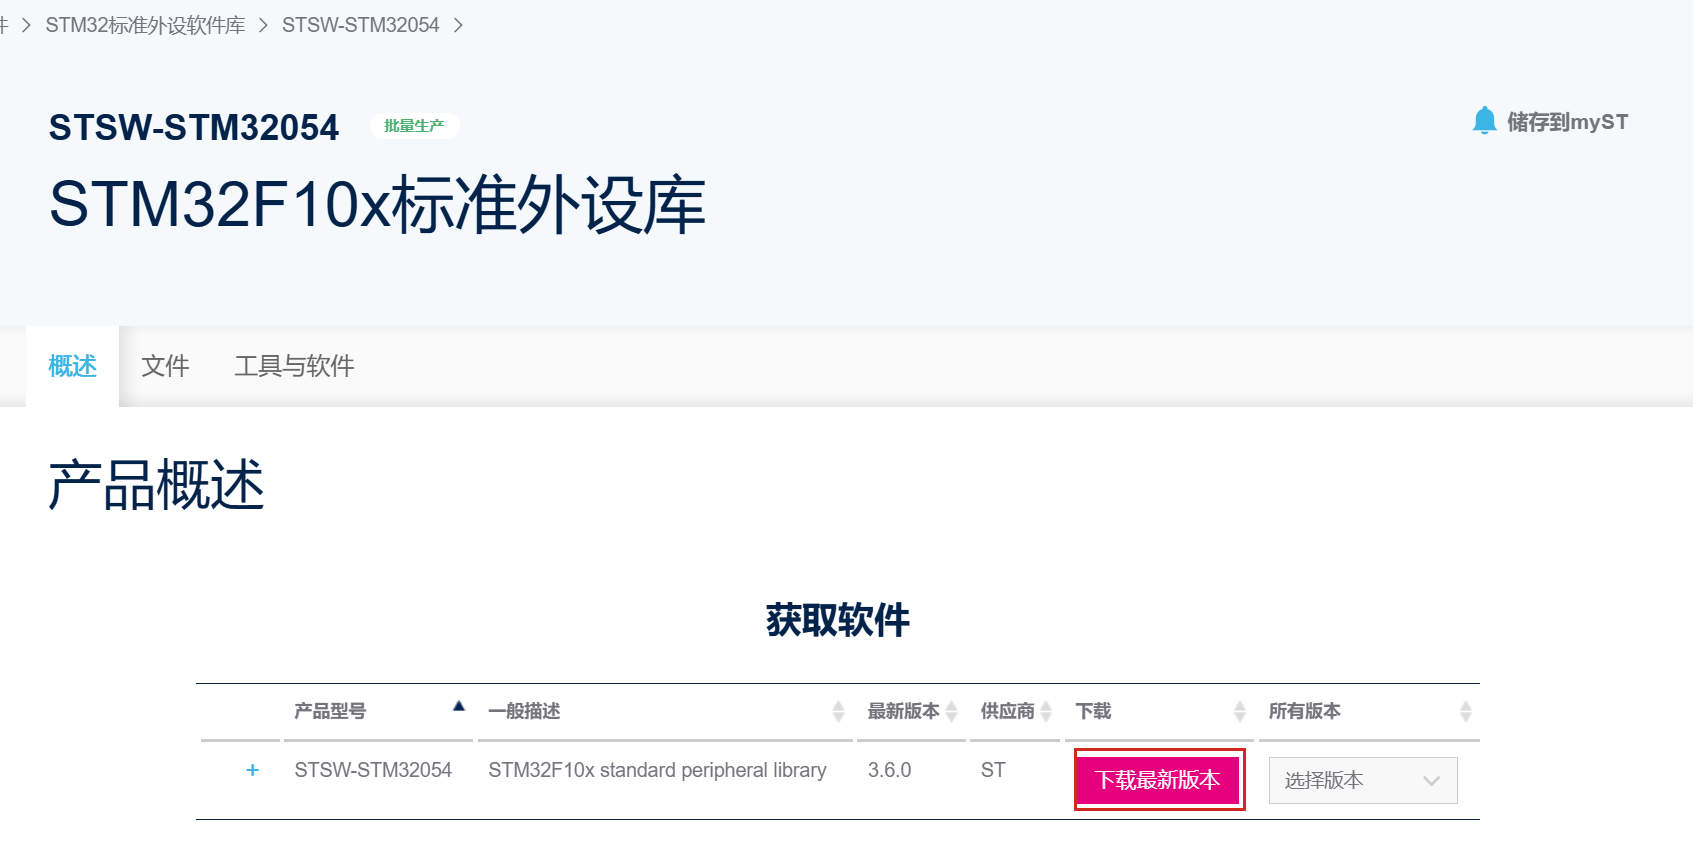 件 > STM32标准外设软件库 > STSW-STM32054 >
STSW-STM32054 批量生产
储存到myST
STM32F10x标准外设库
概述 文件 工具与软件
产品概述
获取软件
产品型号 一般描述 最新版本 供应商 下载 所有版本
+ STSW-STM32054 STM32F10x standard peripheral library 3.6.0 ST 下载最新版本 选择版本